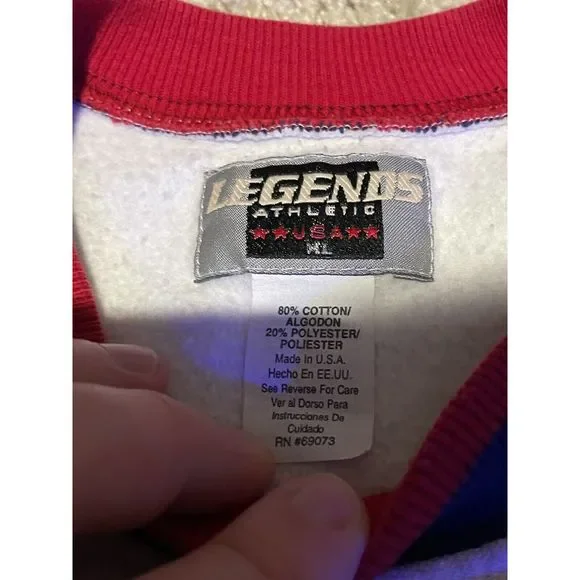 LEGENDS
ATHLETIC
★★USA★★
XL
80% COTTON/
ALGODON
20% POLYESTER/
POLIESTER
Made in U.S.A.
Hecho En EE.UU.
See Reverse For Care
Ver al Dorso Para
Instrucciones De
Cuidado
RN #69073